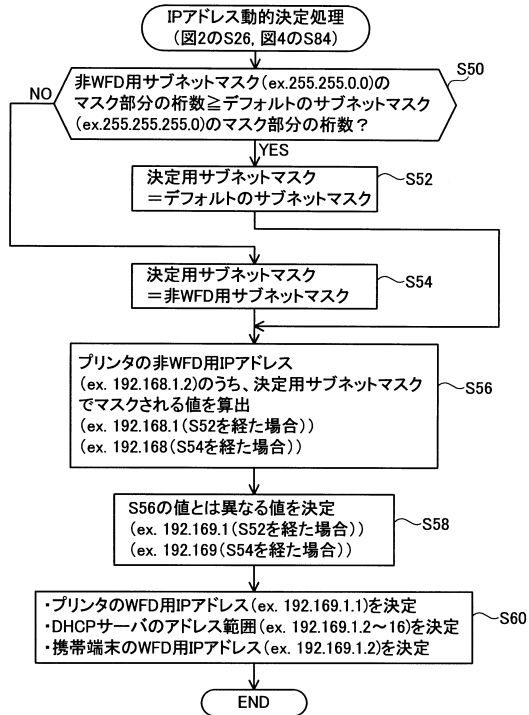 IPアドレス動的決定処理
(図2のS26, 図4のS84)
S50
非WFD用サブネットマスク(ex.255.255.0.0)の
マスク部分の桁数≧デフォルトのサブネットマスク
(ex.255.255.255.0)のマスク部分の桁数？
NO
YES
S52
決定用サブネットマスク
＝デフォルトのサブネットマスク
S54
決定用サブネットマスク
＝非WFD用サブネットマスク
S56
プリンタの非WFD用IPアドレス
(ex. 192.168.1.2)のうち、決定用サブネットマスク
でマスクされる値を算出
(ex. 192.168.1(S52を経た場合))
(ex. 192.168(S54を経た場合))
S58
S56の値とは異なる値を決定
(ex. 192.169.1(S52を経た場合))
(ex. 192.169(S54を経た場合))
S60
・プリンタのWFD用IPアドレス(ex. 192.169.1.1)を決定
・DHCPサーバのアドレス範囲(ex. 192.169.1.2～16)を決定
・携帯端末のWFD用IPアドレス(ex. 192.169.1.2)を決定
END